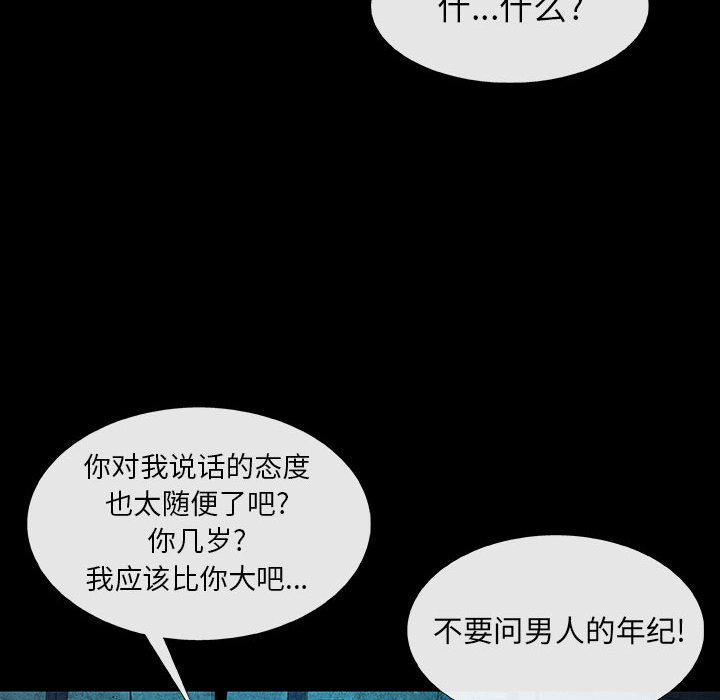 什...什么?
你对我说话的态度
也太随便了吧?
你几岁?
我应该比你大吧...
不要问男人的年纪!